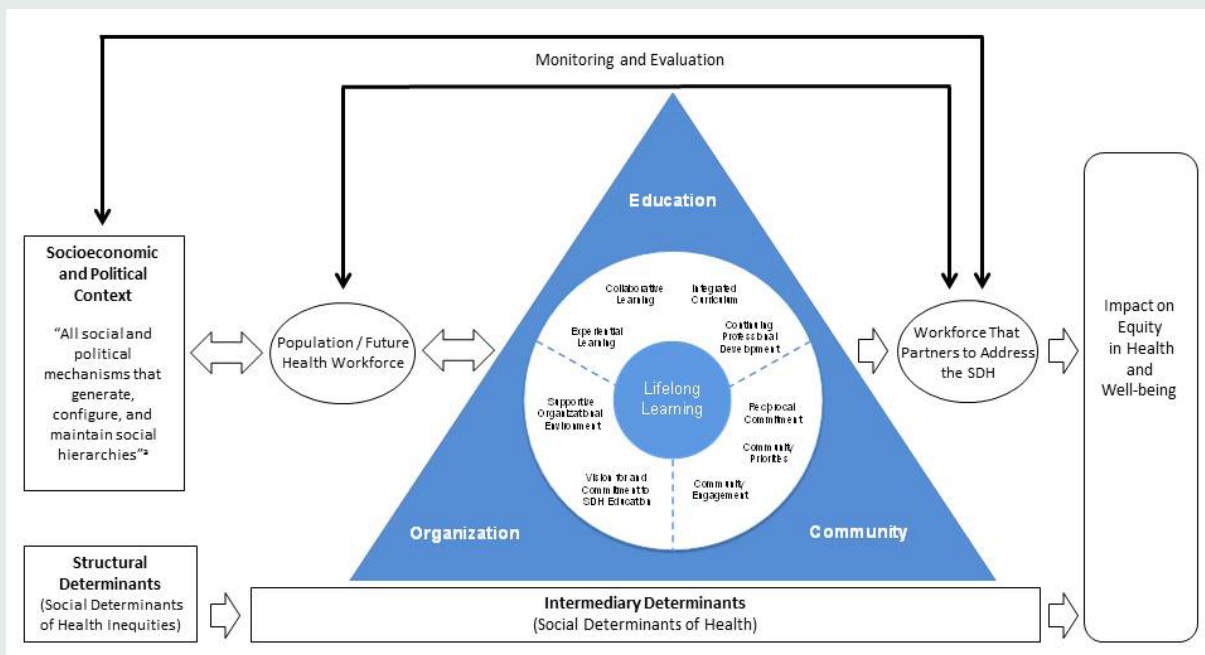 Monitoring and Evaluation
Socioeconomic
and Political
Context
“All social and
political
mechanisms that
generate,
configure, and
maintain social
hierarchies”ᵃ
Population / Future
Health Workforce
Education
Collaborative
Learning
Integrated
Curriculum
Experiential
Learning
Continuing
Professional
Development
Lifelong
Learning
Supportive
Organizational
Environment
Reciprocal
Commitment
Community
Priorities
Vision for and
Commitment to
SDH Education
Community
Engagement
Organization
Community
Workforce That
Partners to Address
the SDH
Impact on
Equity
in Health
and
Well-being
Structural
Determinants
(Social Determinants
of Health Inequities)
Intermediary Determinants
(Social Determinants of Health)